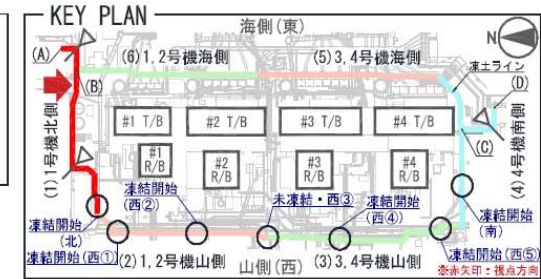 KEY PLAN
海側(東)
N
(A)
(6)1,2号機海側
(5)3,4号機海側
凍土ライン
(D)
(B)
(1)1号機北側
#1 T/B
#2 T/B
#3 T/B
#4 T/B
(C)
(4)4号機南側
#1
R/B
#2
R/B
#3
R/B
#4
R/B
凍結開始
(西②)
未凍結・西③
凍結開始
(西④)
凍結開始
(南)
凍結開始
(北)
凍結開始(西①)
(2)1,2号機山側
山側(西)
(3)3,4号機山側
凍結開始(西⑤)
※赤矢印：視点方向